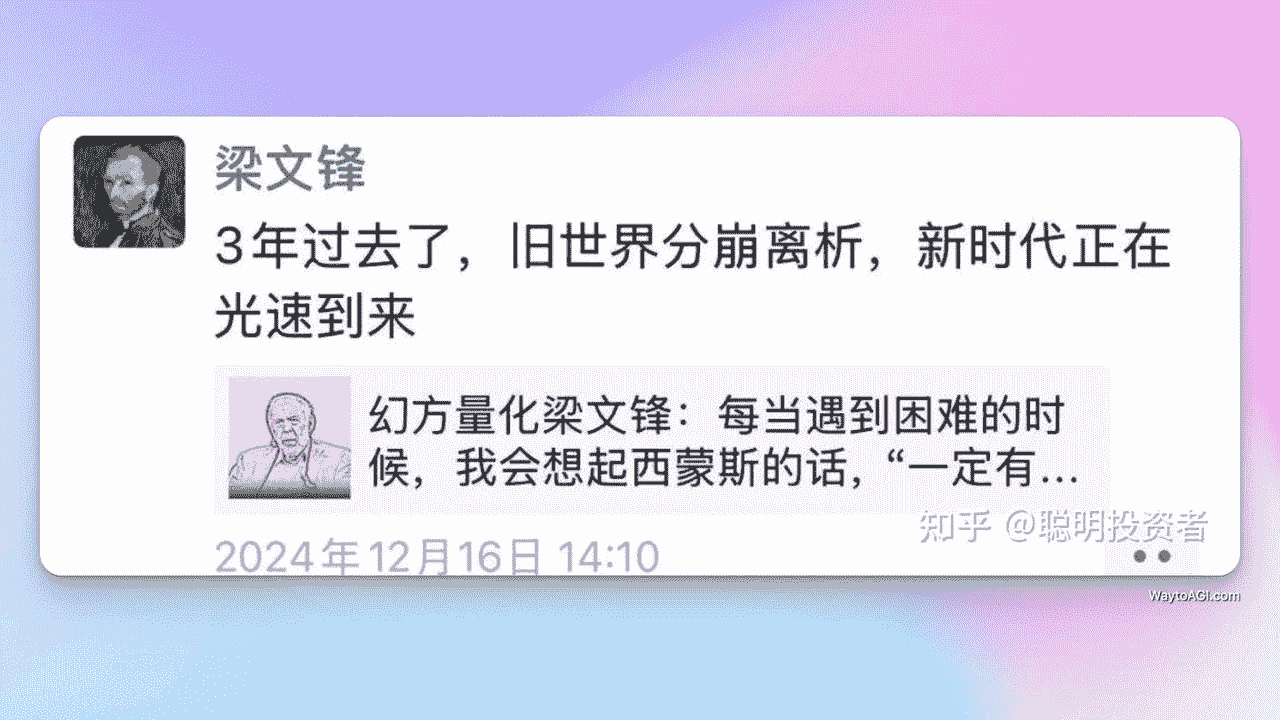 梁文锋
3年过去了，旧世界分崩离析，新时代正在
光速到来
幻方量化梁文锋：每当遇到困难的时
候，我会想起西蒙斯的话，“一定有...
知乎 @聪明投资者
2024年12月16日 14:10
WaytoAGI.com